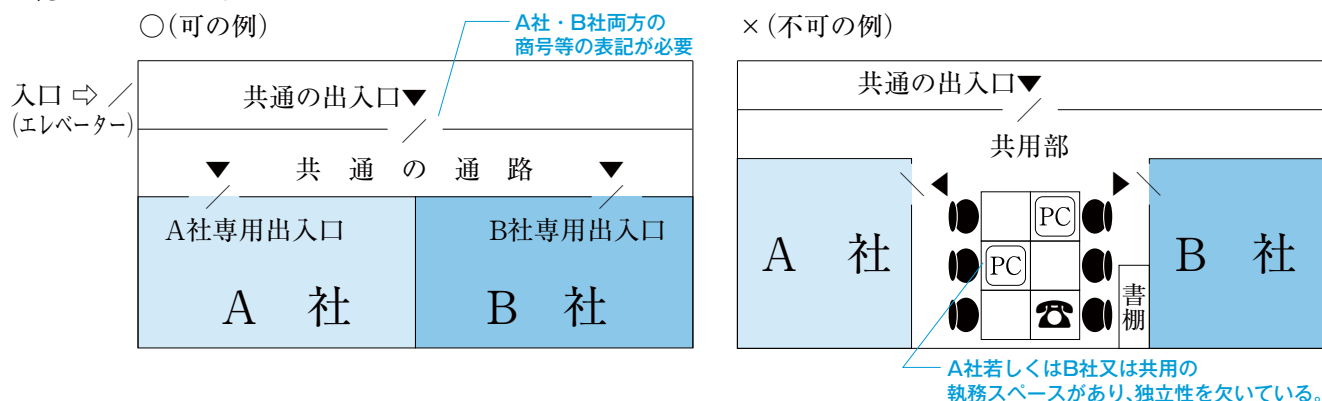 ○(可の例)
A社・B社両方の
商号等の表記が必要
入口⇨
(エレベーター)
共通の出入口▼
▼ 共通の通路 ▼
A社専用出入口
B社専用出入口
A 社
B 社
×(不可の例)
共通の出入口▼
共用部
A 社
PC
PC
書棚
B 社
A社若しくはB社又は共用の
執務スペースがあり、独立性を欠いている。